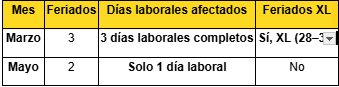 Mes Feriados Días laborales afectados Feriados XL
Marzo 3 3 días laborales completos Sí, XL (28–3
Mayo 2 Solo 1 día laboral No